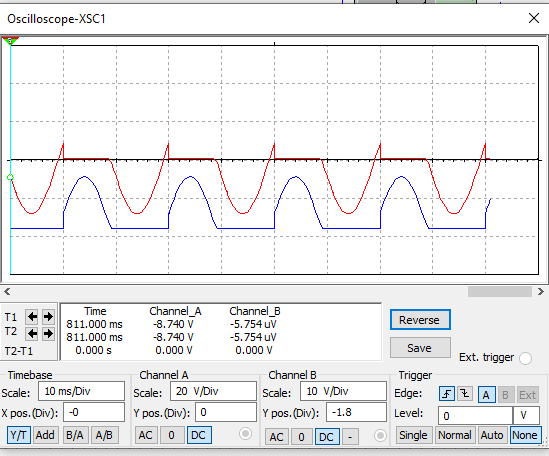 Oscilloscope-XSC1
T1
T2
T2-T1
Time Channel_A Channel_B
811.000 ms -8.740 V -5.754 uV
811.000 ms -8.740 V -5.754 uV
0.000 s 0.000 V 0.000 V
Reverse
Save
Ext. trigger
Timebase
Scale: 10 ms/Div
X pos.(Div): -0
Y/T Add B/A A/B
Channel A
Scale: 20 V/Div
Y pos.(Div): 0
AC 0 DC
Channel B
Scale: 10 V/Div
Y pos.(Div): -1.8
AC 0 DC -
Trigger
Edge: A B Ext
Level: 0 V
Single Normal Auto None